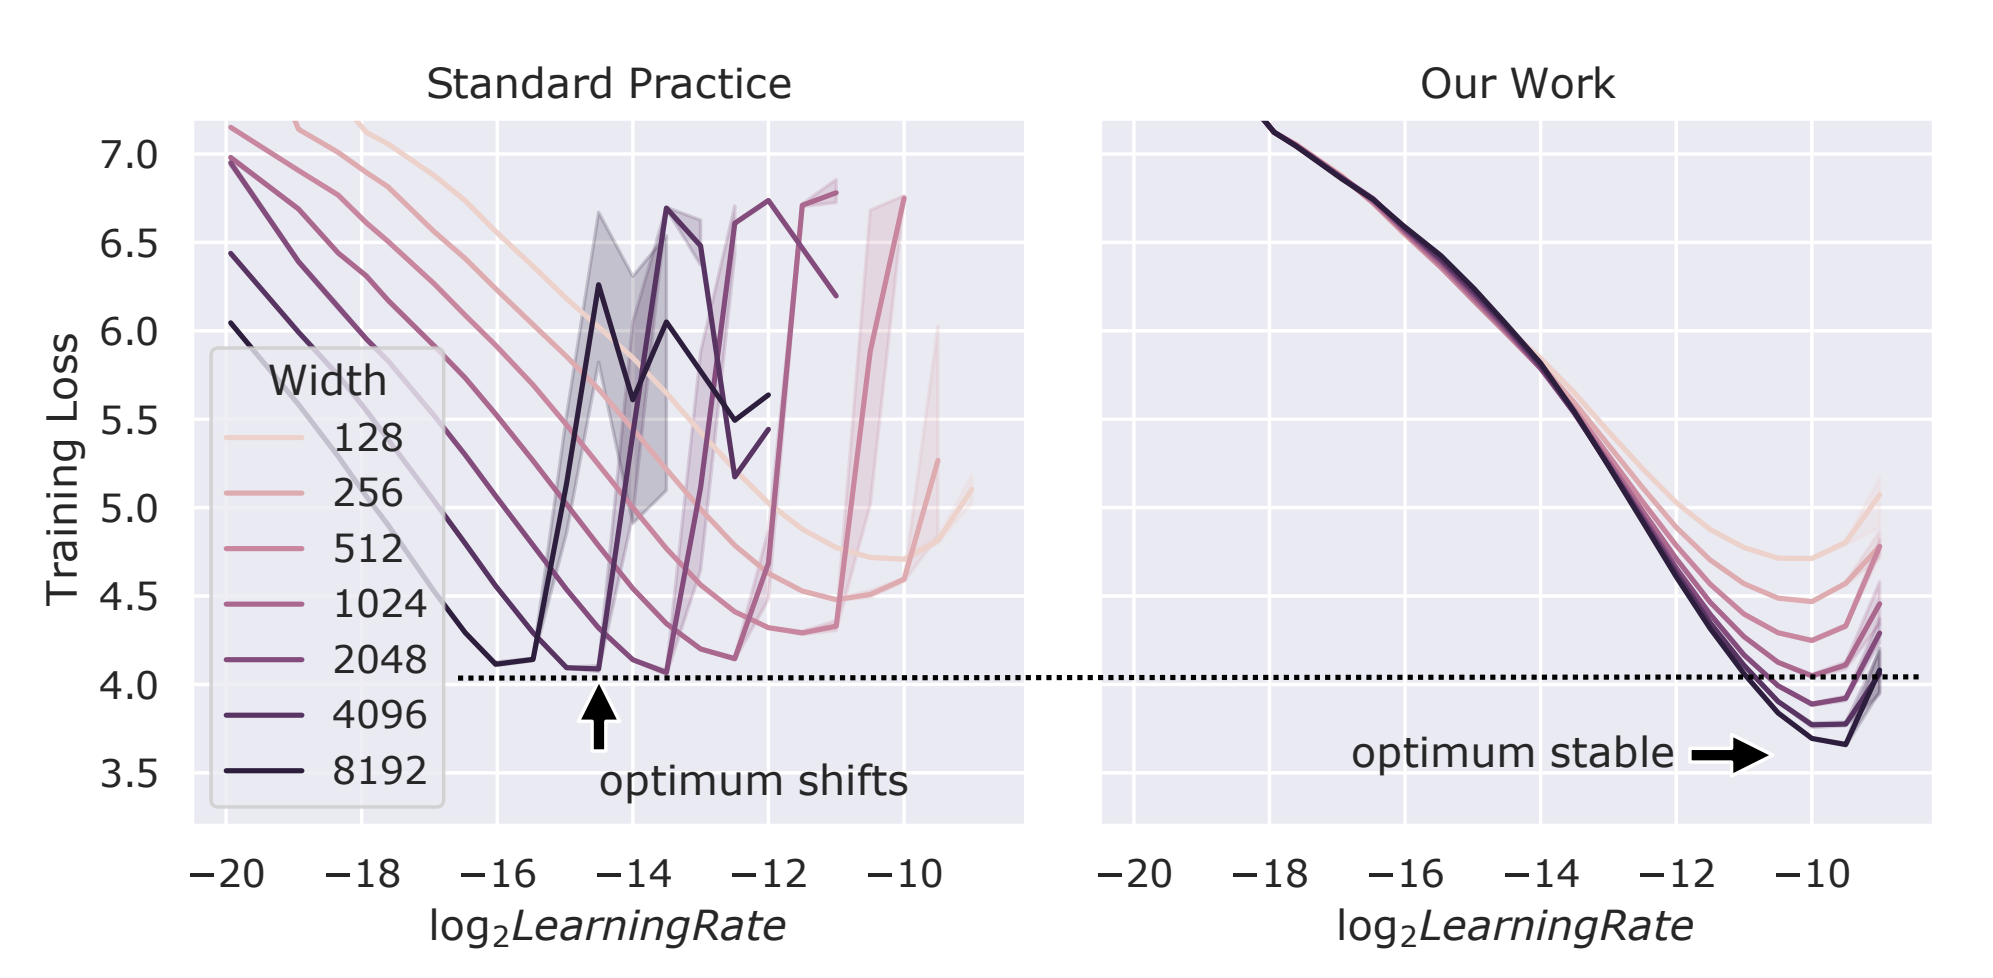 Standard Practice
Our Work
Training Loss
7.0
6.5
6.0
5.5
5.0
4.5
4.0
3.5
Width
128
256
512
1024
2048
4096
8192
optimum shifts
optimum stable
−20 −18 −16 −14 −12 −10
−20 −18 −16 −14 −12 −10
log₂LearningRate
log₂LearningRate